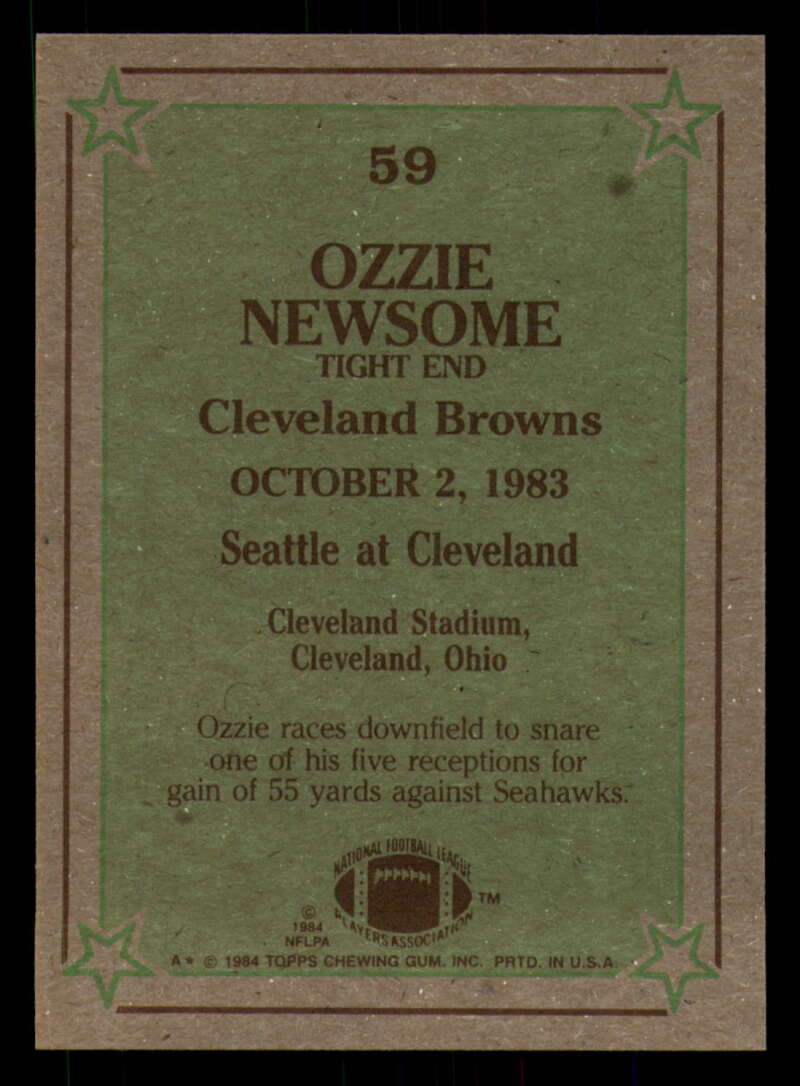 59
OZZIE
NEWSOME
TIGHT END
Cleveland Browns
OCTOBER 2, 1983
Seattle at Cleveland
Cleveland Stadium,
Cleveland, Ohio
Ozzie races downfield to snare
one of his five receptions for
gain of 55 yards against Seahawks.
NATIONAL FOOTBALL LEAGUE
PLAYERS ASSOCIATION
TM
©
1984
NFLPA
A* © 1984 TOPPS CHEWING GUM, INC. PRTD. IN U.S.A.